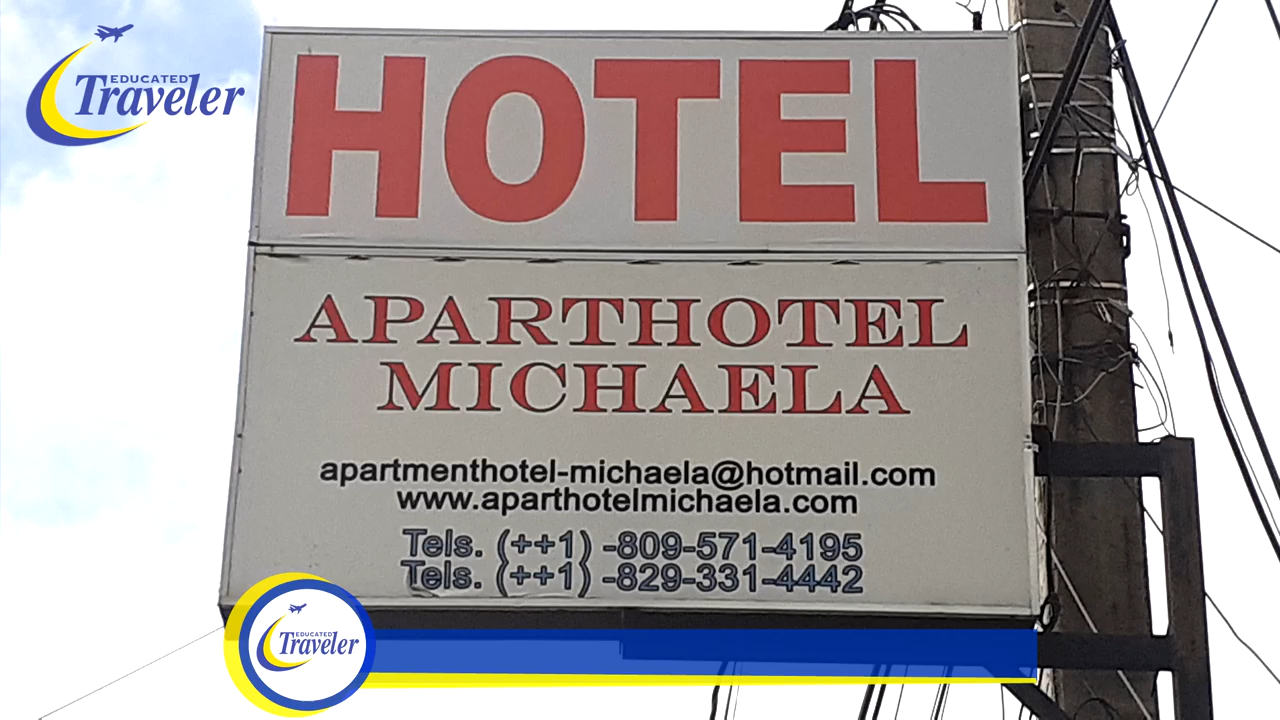 EDUCATED
Traveler
HOTEL
APARTHOTEL
MICHAELA
apartmenthotel-michaela@hotmail.com
www.aparthotelmichaela.com
Tels. (++1) -809-571-4195
Tels. (++1) -829-331-4442
EDUCATED
Traveler